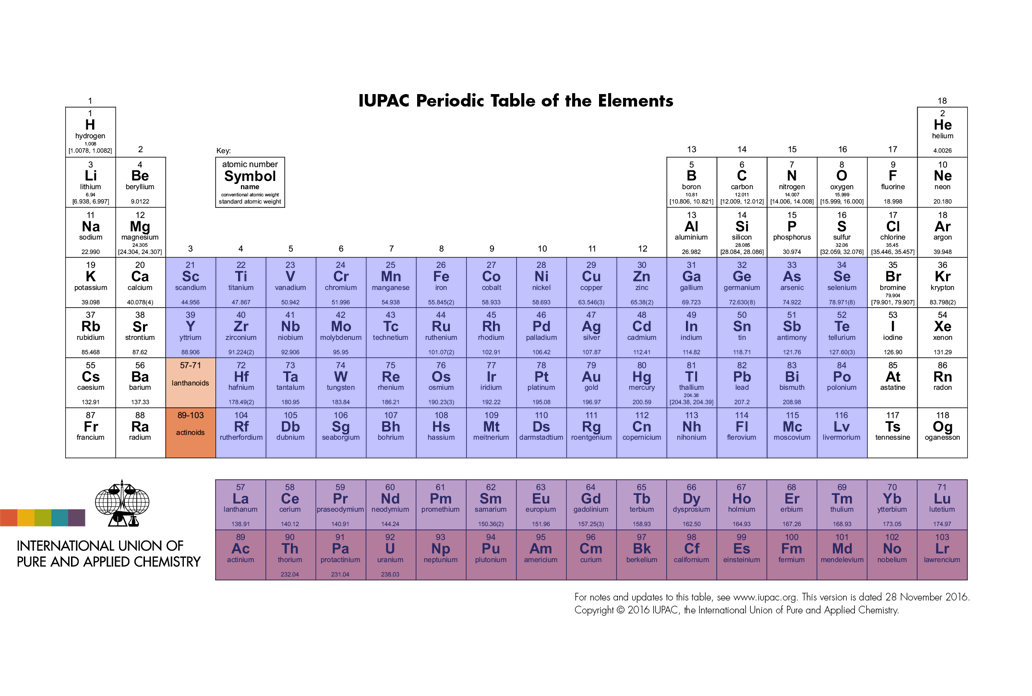 IUPAC Periodic Table of the Elements
1 18
1 2
H He
hydrogen helium
1.008
[1.0078, 1.0082] 2 Key: 13 14 15 16 17 4.0026
3 4 atomic number 5 6 7 8 9 10
Li Be Symbol B C N O F Ne
lithium beryllium name boron carbon nitrogen oxygen fluorine neon
6.94 conventional atomic weight 10.81 12.011 14.007 15.999
[6.938, 6.997] 9.0122 standard atomic weight [10.806, 10.821] [12.009, 12.012] [14.006, 14.008] [15.999, 16.000] 18.998 20.180
11 12 13 14 15 16 17 18
Na Mg Al Si P S Cl Ar
sodium magnesium aluminium silicon phosphorus sulfur chlorine argon
24.305 28.085 32.06 35.45
22.990 [24.304, 24.307] 3 4 5 6 7 8 9 10 11 12 26.982 [28.084, 28.086] 30.974 [32.059, 32.076] [35.446, 35.457] 39.948
19 20 21 22 23 24 25 26 27 28 29 30 31 32 33 34 35 36
K Ca Sc Ti V Cr Mn Fe Co Ni Cu Zn Ga Ge As Se Br Kr
potassium calcium scandium titanium vanadium chromium manganese iron cobalt nickel copper zinc gallium germanium arsenic selenium bromine krypton
79.904
39.098 40.078(4) 44.956 47.867 50.942 51.996 54.938 55.845(2) 58.933 58.693 63.546(3) 65.38(2) 69.723 72.630(8) 74.922 78.971(8) [79.901, 79.907] 83.798(2)
37 38 39 40 41 42 43 44 45 46 47 48 49 50 51 52 53 54
Rb Sr Y Zr Nb Mo Tc Ru Rh Pd Ag Cd In Sn Sb Te I Xe
rubidium strontium yttrium zirconium niobium molybdenum technetium ruthenium rhodium palladium silver cadmium indium tin antimony tellurium iodine xenon
85.468 87.62 88.906 91.224(2) 92.906 95.95 101.07(2) 102.91 106.42 107.87 112.41 114.82 118.71 121.76 127.60(3) 126.90 131.29
55 56 57-71 72 73 74 75 76 77 78 79 80 81 82 83 84 85 86
Cs Ba Hf Ta W Re Os Ir Pt Au Hg Tl Pb Bi Po At Rn
caesium barium lanthanoids hafnium tantalum tungsten rhenium osmium iridium platinum gold mercury thallium lead bismuth polonium astatine radon
204.38
132.91 137.33 178.49(2) 180.95 183.84 186.21 190.23(3) 192.22 195.08 196.97 200.59 [204.38, 204.39] 207.2 208.98
87 88 89-103 104 105 106 107 108 109 110 111 112 113 114 115 116 117 118
Fr Ra Rf Db Sg Bh Hs Mt Ds Rg Cn Nh Fl Mc Lv Ts Og
francium radium actinoids rutherfordium dubnium seaborgium bohrium hassium meitnerium darmstadtium roentgenium copernicium nihonium flerovium moscovium livermorium tennessine oganesson
57 58 59 60 61 62 63 64 65 66 67 68 69 70 71
La Ce Pr Nd Pm Sm Eu Gd Tb Dy Ho Er Tm Yb Lu
lanthanum cerium praseodymium neodymium promethium samarium europium gadolinium terbium dysprosium holmium erbium thulium ytterbium lutetium
138.91 140.12 140.91 144.24 150.36(2) 151.96 157.25(3) 158.93 162.50 164.93 167.26 168.93 173.05 174.97
89 90 91 92 93 94 95 96 97 98 99 100 101 102 103
Ac Th Pa U Np Pu Am Cm Bk Cf Es Fm Md No Lr
actinium thorium protactinium uranium neptunium plutonium americium curium berkelium californium einsteinium fermium mendelevium nobelium lawrencium
232.04 231.04 238.03
INTERNATIONAL UNION OF
PURE AND APPLIED CHEMISTRY
For notes and updates to this table, see www.iupac.org. This version is dated 28 November 2016.
Copyright © 2016 IUPAC, the International Union of Pure and Applied Chemistry.